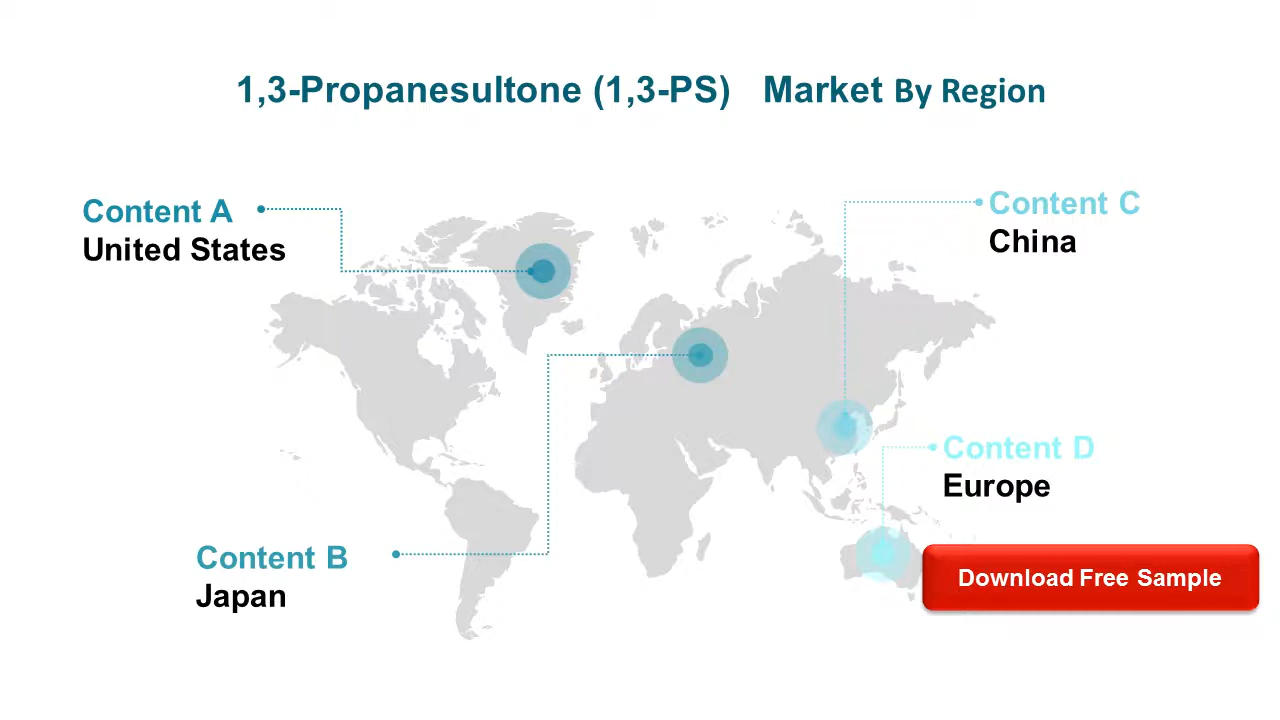 1,3-Propanesultone (1,3-PS) Market By Region
Content A
United States
Content C
China
Content D
Europe
Content B
Japan
Download Free Sample